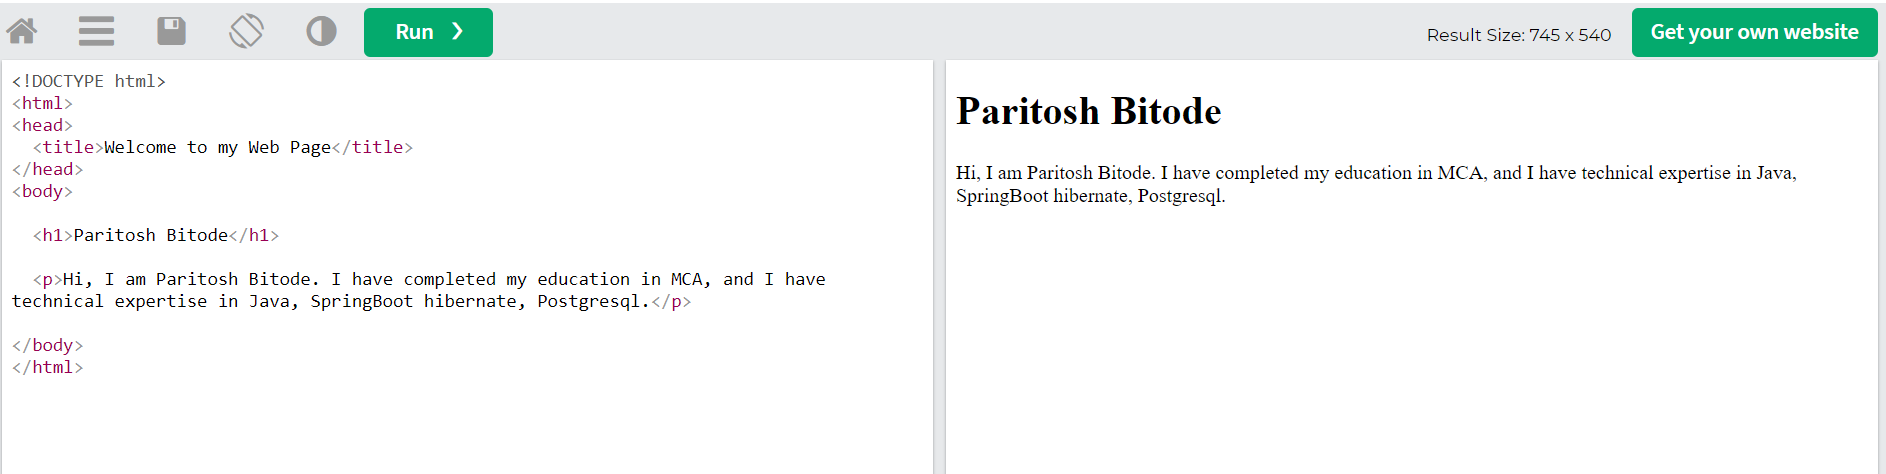 Run ❯
Result Size: 745 x 540
Get your own website
<!DOCTYPE html>
<html>
<head>
  <title>Welcome to my Web Page</title>
</head>
<body>

  <h1>Paritosh Bitode</h1>

  <p>Hi, I am Paritosh Bitode. I have completed my education in MCA, and I have
technical expertise in Java, SpringBoot hibernate, Postgresql.</p>

</body>
</html>
Paritosh Bitode
Hi, I am Paritosh Bitode. I have completed my education in MCA, and I have technical expertise in Java,
SpringBoot hibernate, Postgresql.